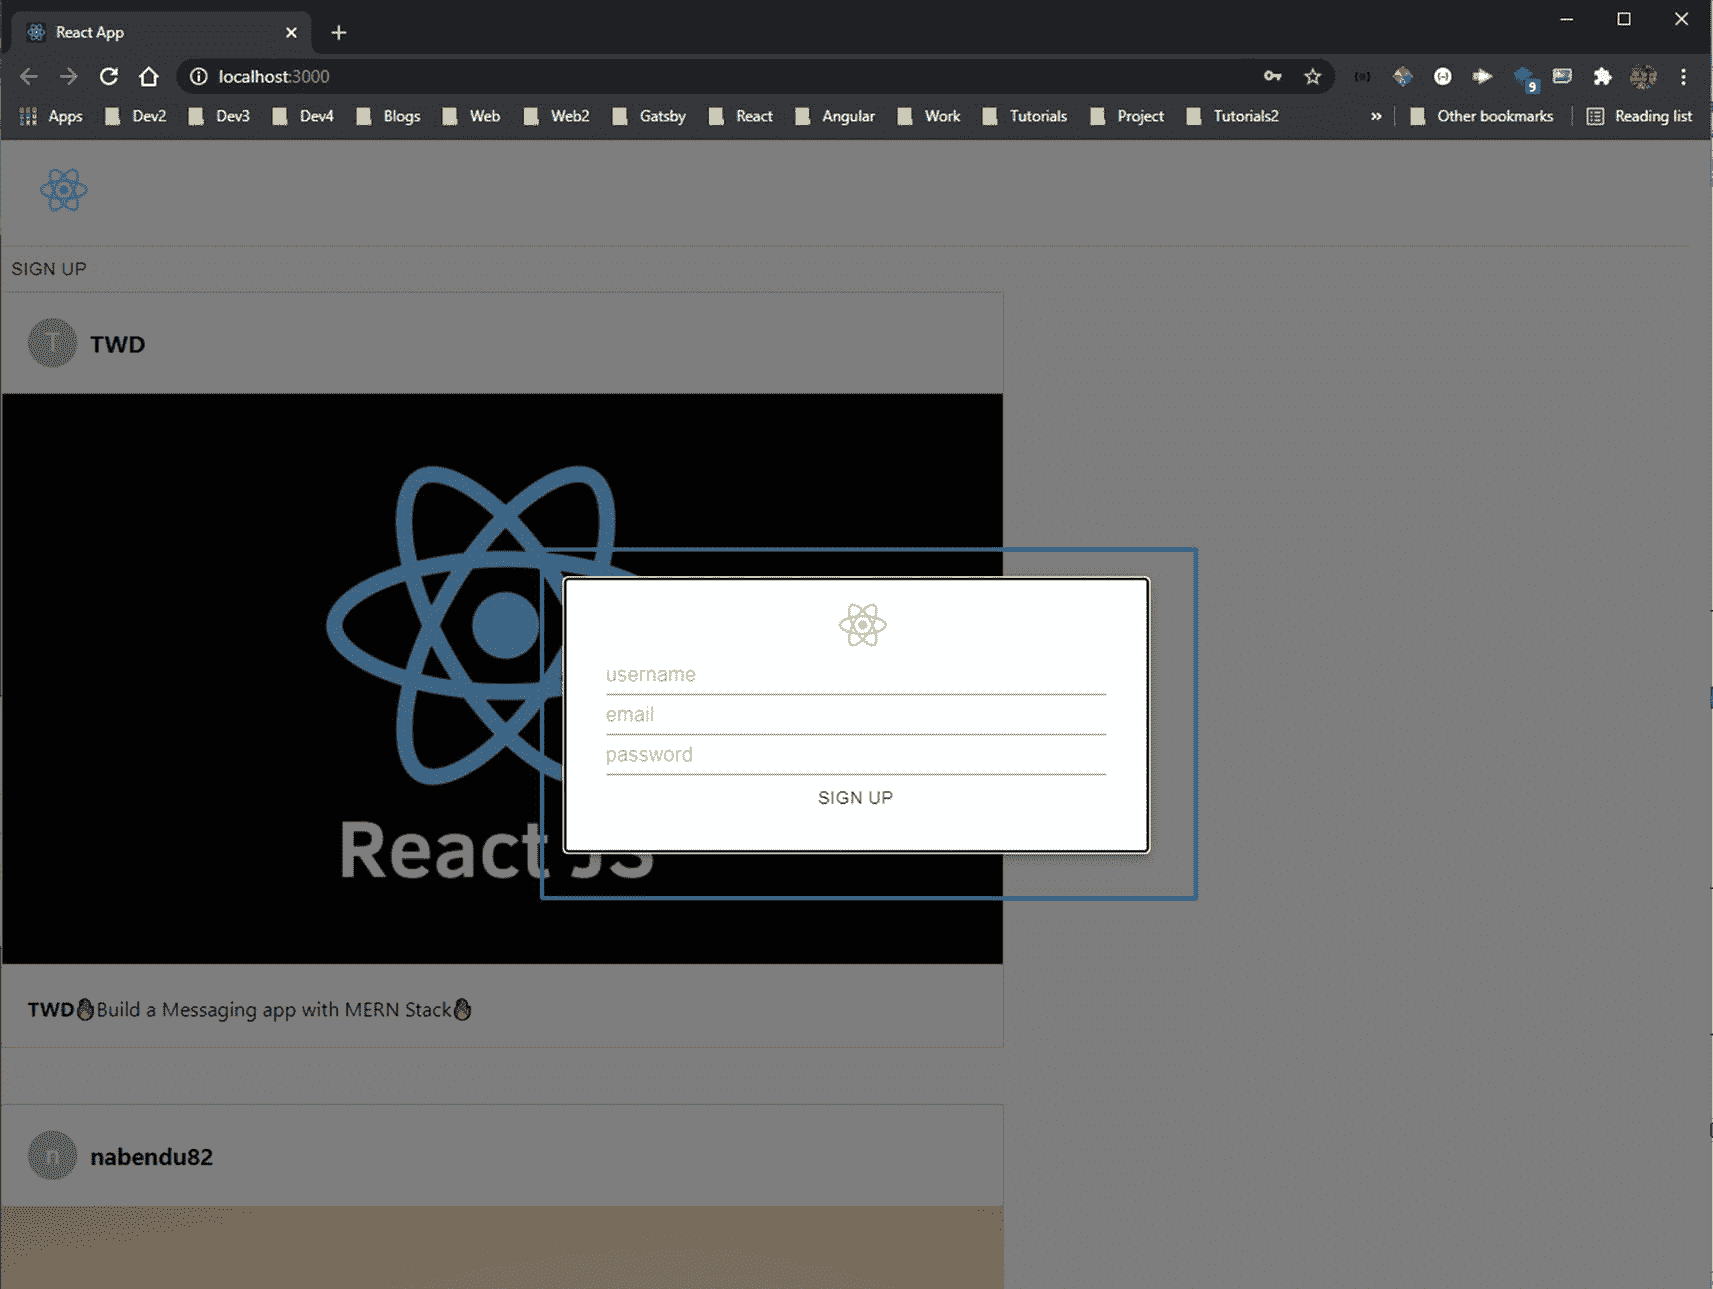 React App
localhost:3000
9
Apps Dev2 Dev3 Dev4 Blogs Web Web2 Gatsby React Angular Work Tutorials Project Tutorials2 » Other bookmarks Reading list
SIGN UP
T TWD
username
email
password
SIGN UP
React JS
TWD🔥Build a Messaging app with MERN Stack🔥
n nabendu82